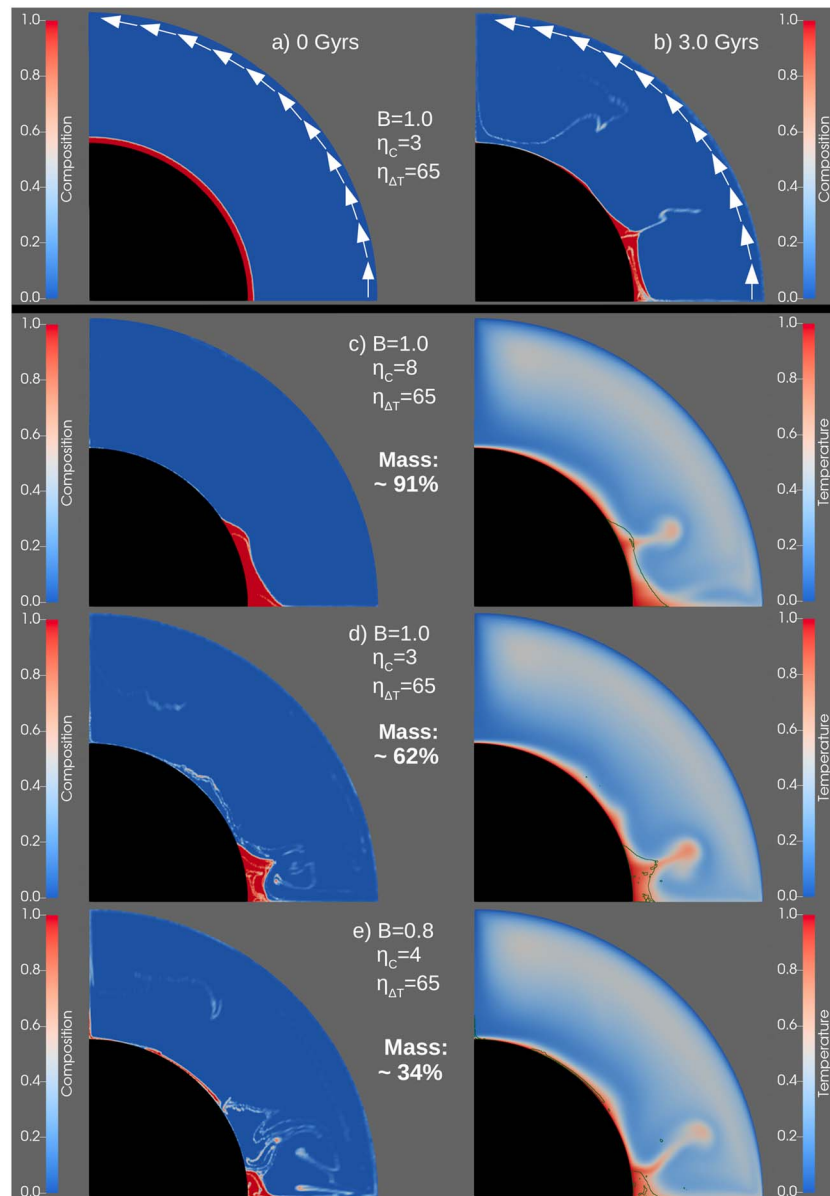 1.0
0.8
0.6
0.4
0.2
0.0
Composition
a) 0 Gyrs
B=1.0
η_C=3
η_ΔT=65
b) 3.0 Gyrs
1.0
0.8
0.6
0.4
0.2
0.0
Composition
1.0
0.8
0.6
0.4
0.2
0.0
Composition
c) B=1.0
η_C=8
η_ΔT=65
Mass:
~ 91%
1.0
0.8
0.6
0.4
0.2
0.0
Temperature
1.0
0.8
0.6
0.4
0.2
0.0
Composition
d) B=1.0
η_C=3
η_ΔT=65
Mass:
~ 62%
1.0
0.8
0.6
0.4
0.2
0.0
Temperature
1.0
0.8
0.6
0.4
0.2
0.0
Composition
e) B=0.8
η_C=4
η_ΔT=65
Mass:
~ 34%
1.0
0.8
0.6
0.4
0.2
0.0
Temperature